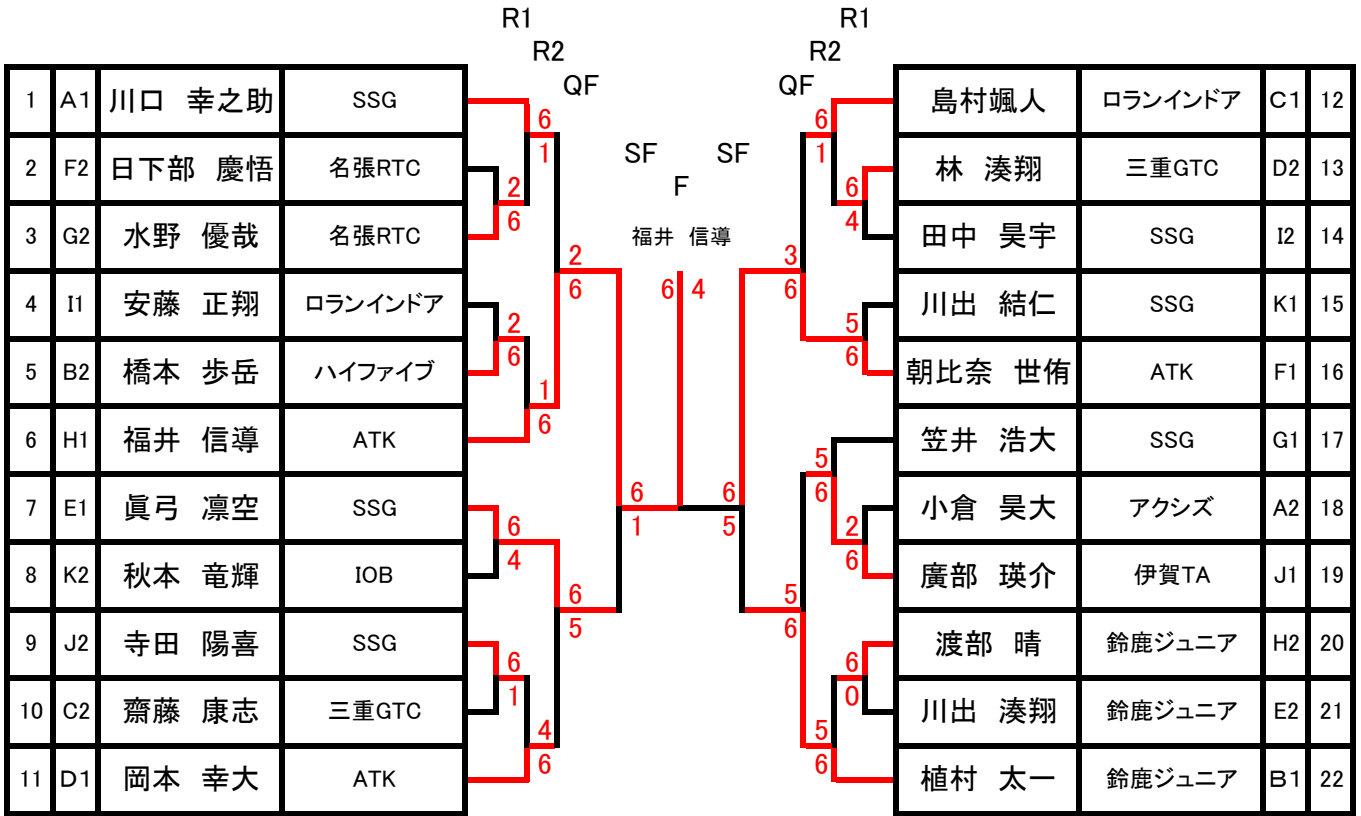 R1 R1
R2 R2
QF QF
SF SF
F
福井 信導
6 4
1 A1 川口 幸之助 SSG
2 F2 日下部 慶悟 名張RTC
3 G2 水野 優哉 名張RTC
4 I1 安藤 正翔 ロランインドア
5 B2 橋本 歩岳 ハイファイブ
6 H1 福井 信導 ATK
7 E1 眞弓 凛空 SSG
8 K2 秋本 竜輝 IOB
9 J2 寺田 陽喜 SSG
10 C2 齋藤 康志 三重GTC
11 D1 岡本 幸大 ATK
6
1
2
6
2
6
2
6
1
6
6
4
6
5
6
1
4
6
6
1
6
5
島村颯人 ロランインドア C1 12
林 湊翔 三重GTC D2 13
田中 昊宇 SSG I2 14
川出 結仁 SSG K1 15
朝比奈 世侑 ATK F1 16
笠井 浩大 SSG G1 17
小倉 昊大 アクシズ A2 18
廣部 瑛介 伊賀TA J1 19
渡部 晴 鈴鹿ジュニア H2 20
川出 湊翔 鈴鹿ジュニア E2 21
植村 太一 鈴鹿ジュニア B1 22
6
1
6
4
3
6
5
6
5
6
2
6
5
6
6
0
5
6